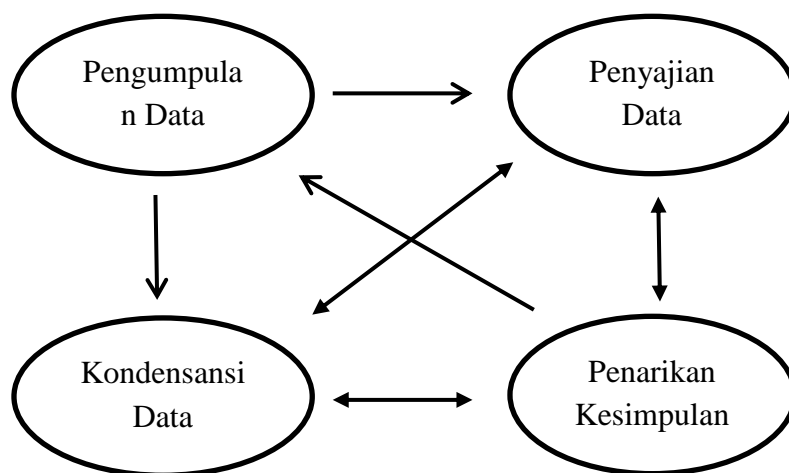 Pengumpula
n Data
Penyajian
Data
Kondensansi
Data
Penarikan
Kesimpulan